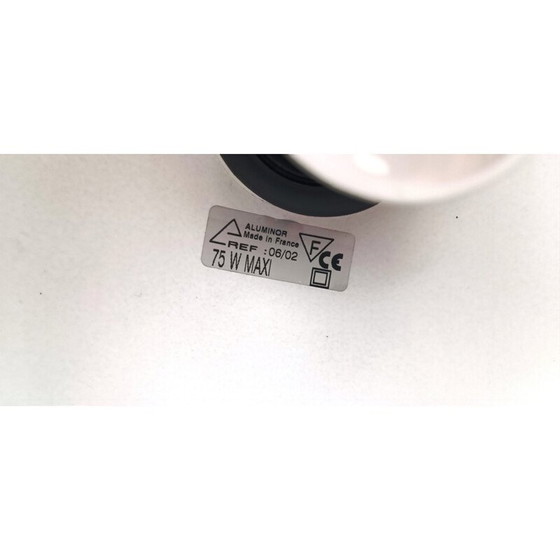 ALUMINOR
Made in France
REF : 06/02
75 W MAXI
F
CE